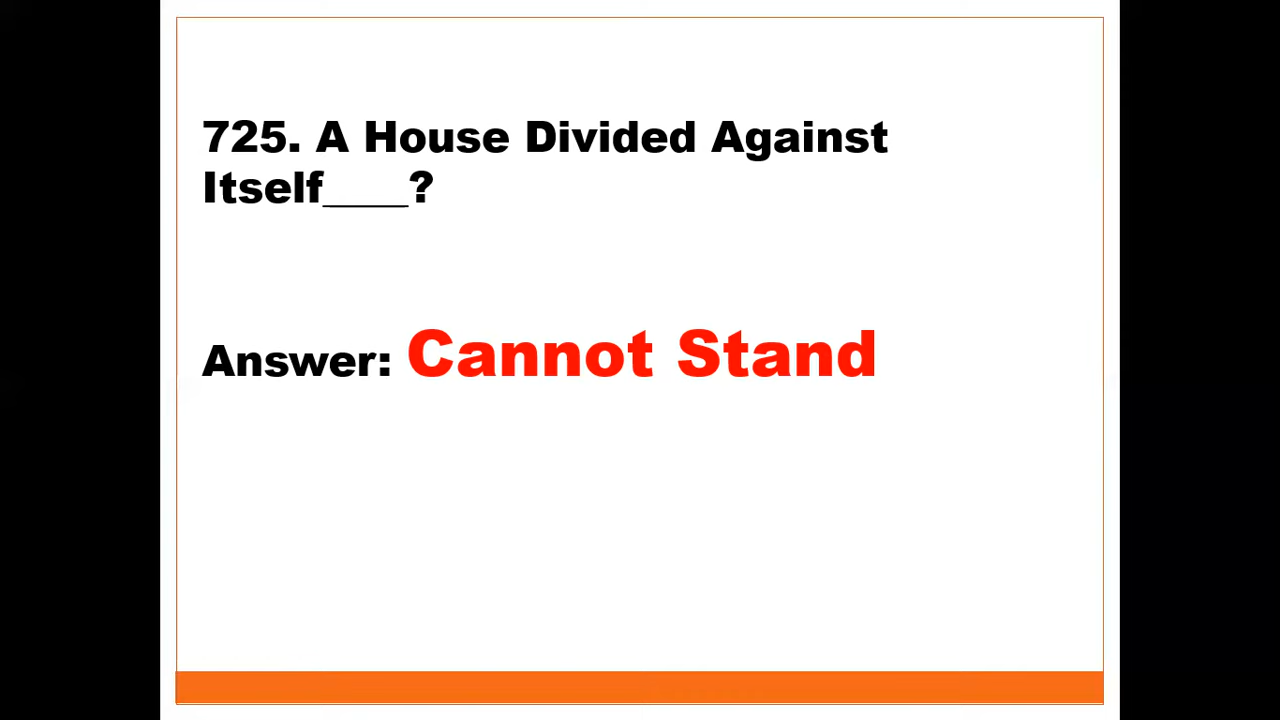 725. A House Divided Against
Itself____?
Answer: Cannot Stand